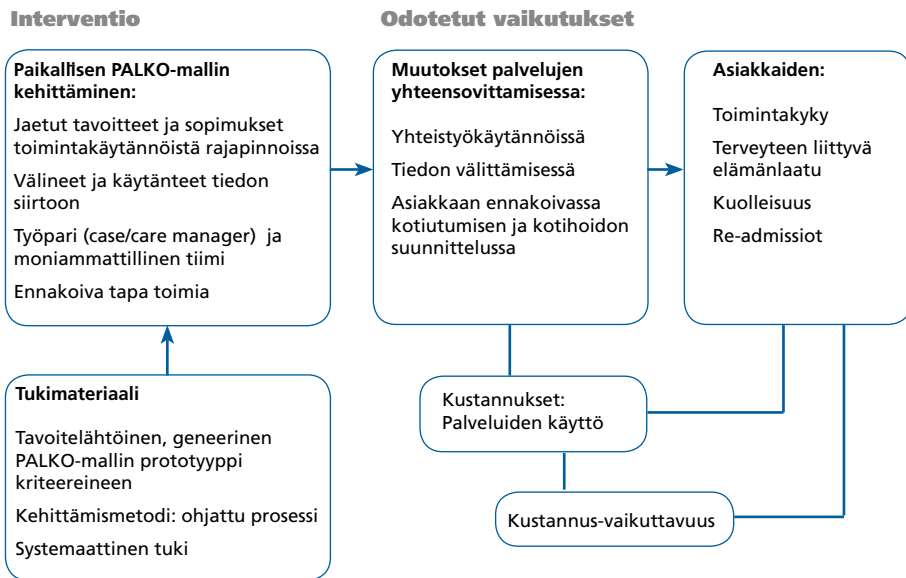 Interventio
Odotetut vaikutukset
Paikallisen PALKO-mallin
kehittäminen:
Jaetut tavoitteet ja sopimukset
toimintakäytännöistä rajapinnoissa
Välineet ja käytänteet tiedon
siirtoon
Työpari (case/care manager) ja
moniammattillinen tiimi
Ennakoiva tapa toimia
Muutokset palvelujen
yhteensovittamisessa:
Yhteistyökäytännöissä
Tiedon välittämisessä
Asiakkaan ennakoivassa
kotiutumisen ja kotihoidon
suunnittelussa
Asiakkaiden:
Toimintakyky
Terveyteen liittyvä
elämänlaatu
Kuolleisuus
Re-admissiot
Tukimateriaali
Tavoitelähtöinen, geneerinen
PALKO-mallin prototyyppi
kriteereineen
Kehittämismetodi: ohjattu prosessi
Systemaattinen tuki
Kustannukset:
Palveluiden käyttö
Kustannus-vaikuttavuus